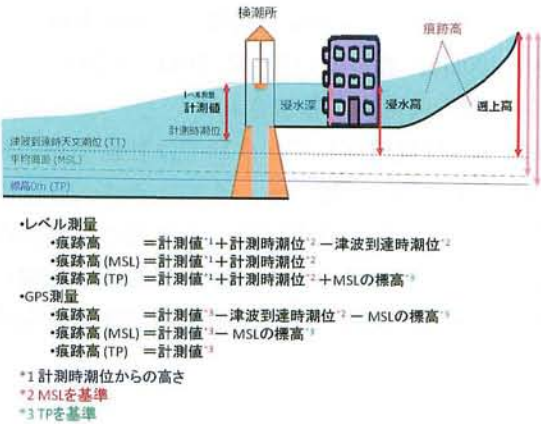 検潮所
痕跡高
レベル測量
計測値
浸水深
浸水高
遡上高
計測時潮位
津波到達時天文潮位 (TT)
平均海面 (MSL)
標高0m (TP)
•レベル測量
•痕跡高 =計測値*1+計測時潮位*2 −津波到達時潮位*2
•痕跡高 (MSL) =計測値*1+計測時潮位*2
•痕跡高 (TP) =計測値*1+計測時潮位*2 +MSLの標高*3
•GPS測量
•痕跡高 =計測値*3−津波到達時潮位*2 − MSLの標高*3
•痕跡高 (MSL) =計測値*3− MSLの標高*3
•痕跡高 (TP) =計測値*3
*1 計測時潮位からの高さ
*2 MSLを基準
*3 TPを基準